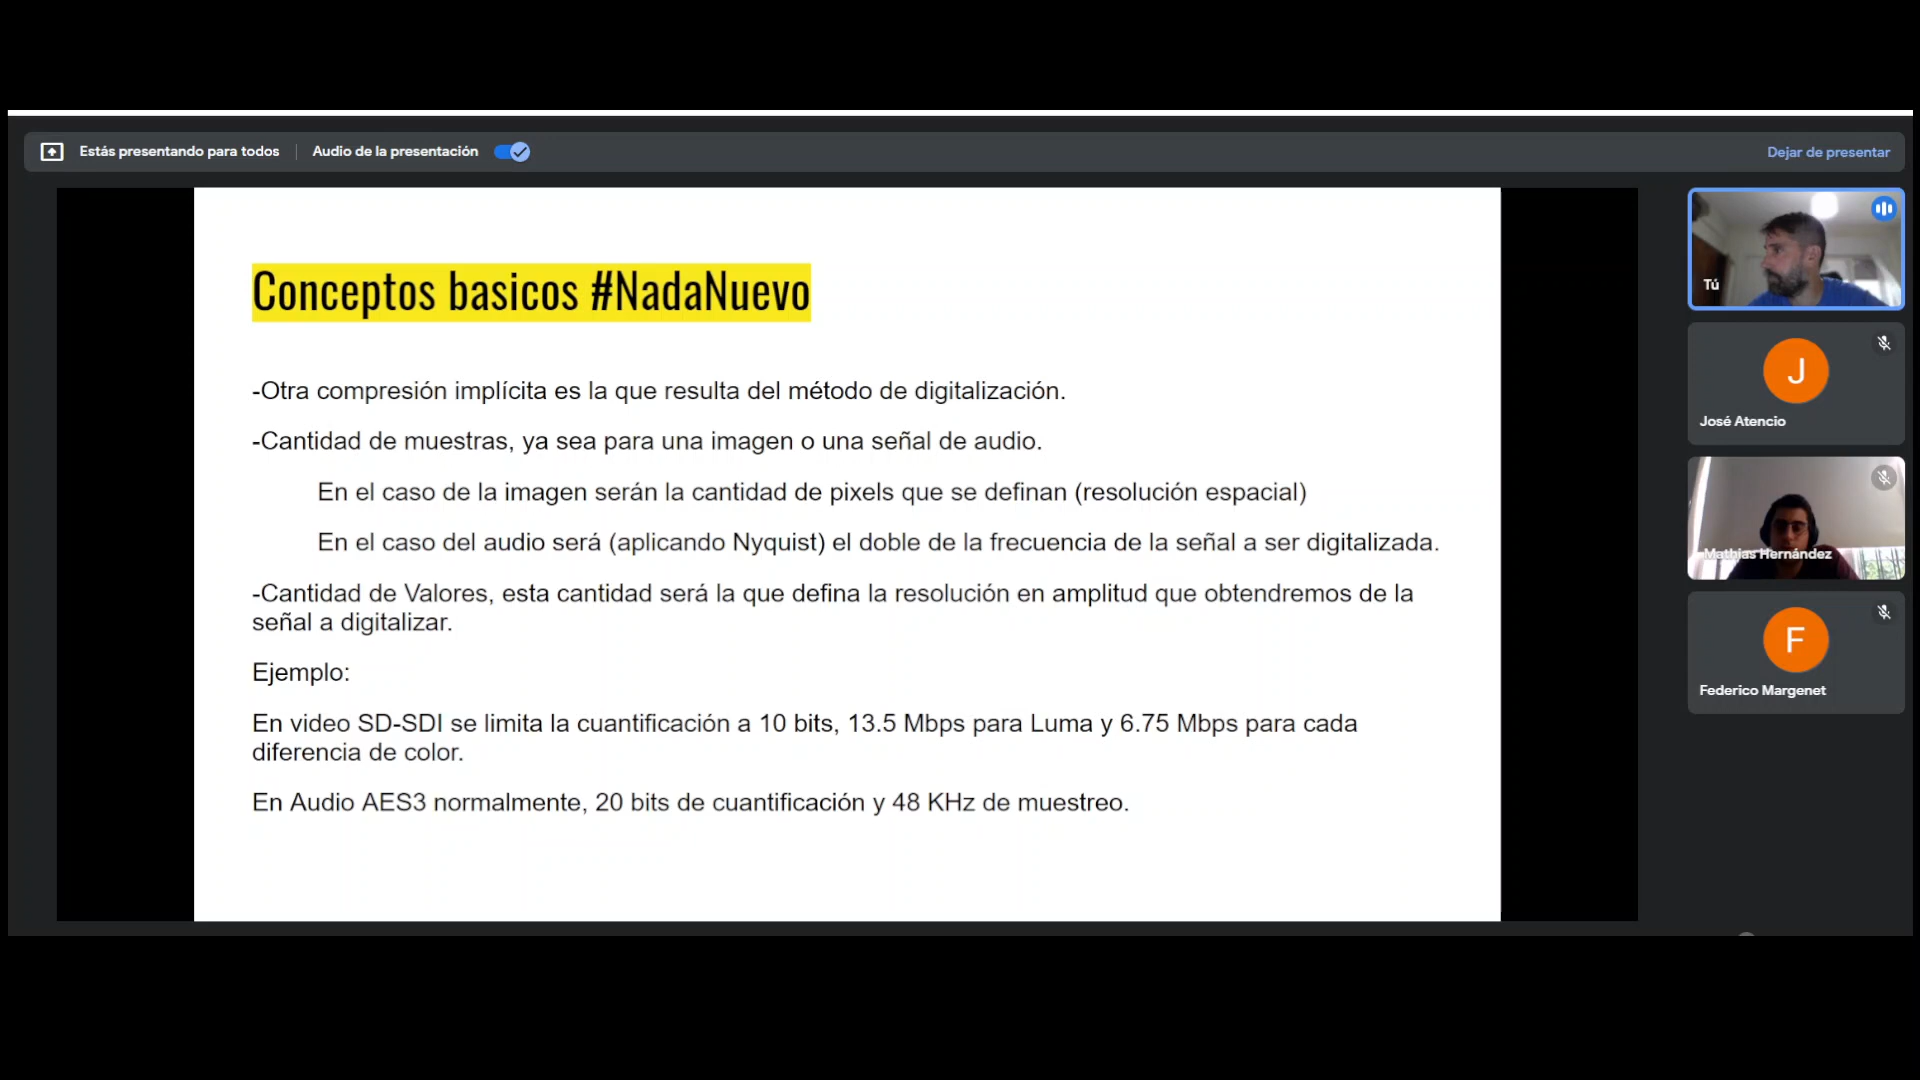 Estás presentando para todos
Audio de la presentación
Dejar de presentar
Conceptos basicos #NadaNuevo
-Otra compresión implícita es la que resulta del método de digitalización.
-Cantidad de muestras, ya sea para una imagen o una señal de audio.
En el caso de la imagen serán la cantidad de pixels que se definan (resolución espacial)
En el caso del audio será (aplicando Nyquist) el doble de la frecuencia de la señal a ser digitalizada.
-Cantidad de Valores, esta cantidad será la que defina la resolución en amplitud que obtendremos de la
señal a digitalizar.
Ejemplo:
En video SD-SDI se limita la cuantificación a 10 bits, 13.5 Mbps para Luma y 6.75 Mbps para cada
diferencia de color.
En Audio AES3 normalmente, 20 bits de cuantificación y 48 KHz de muestreo.
Tú
J
José Atencio
Mathias Hernández
F
Federico Margenet